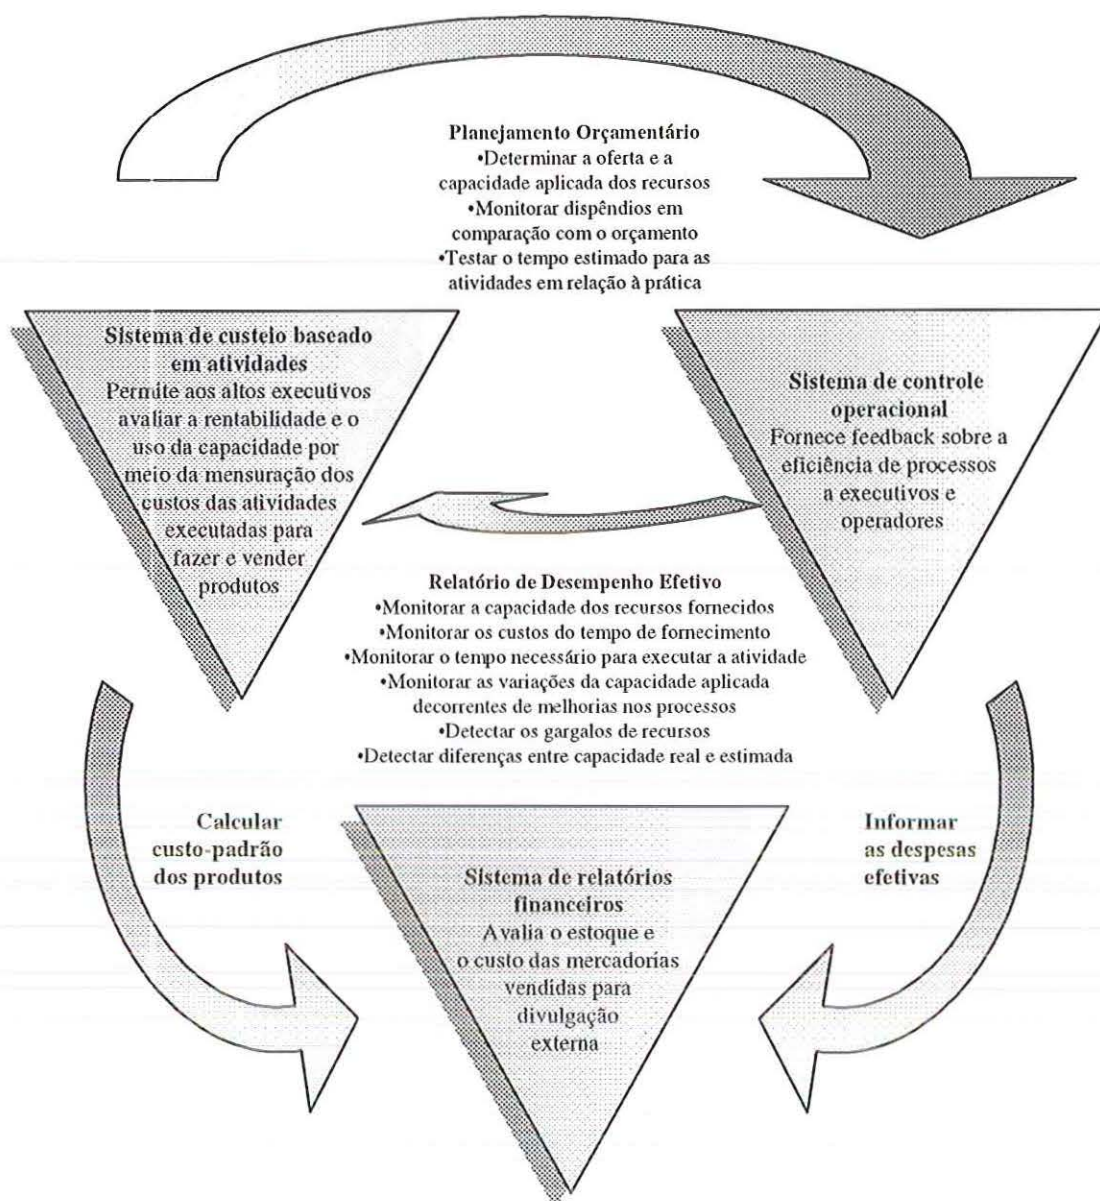 Planejamento Orçamentário
•Determinar a oferta e a
capacidade aplicada dos recursos
•Monitorar dispêndios em
comparação com o orçamento
•Testar o tempo estimado para as
atividades em relação à prática
Sistema de custeio baseado
em atividades
Permite aos altos executivos
avaliar a rentabilidade e o
uso da capacidade por
meio da mensuração dos
custos das atividades
executadas para
fazer e vender
produtos
Sistema de controle
operacional
Fornece feedback sobre a
eficiência de processos
a executivos e
operadores
Relatório de Desempenho Efetivo
•Monitorar a capacidade dos recursos fornecidos
•Monitorar os custos do tempo de fornecimento
•Monitorar o tempo necessário para executar a atividade
•Monitorar as variações da capacidade aplicada
decorrentes de melhorias nos processos
•Detectar os gargalos de recursos
•Detectar diferenças entre capacidade real e estimada
Calcular
custo-padrão
dos produtos
Informar
as despesas
efetivas
Sistema de relatórios
financeiros
Avalia o estoque e
o custo das mercadorias
vendidas para
divulgação
externa